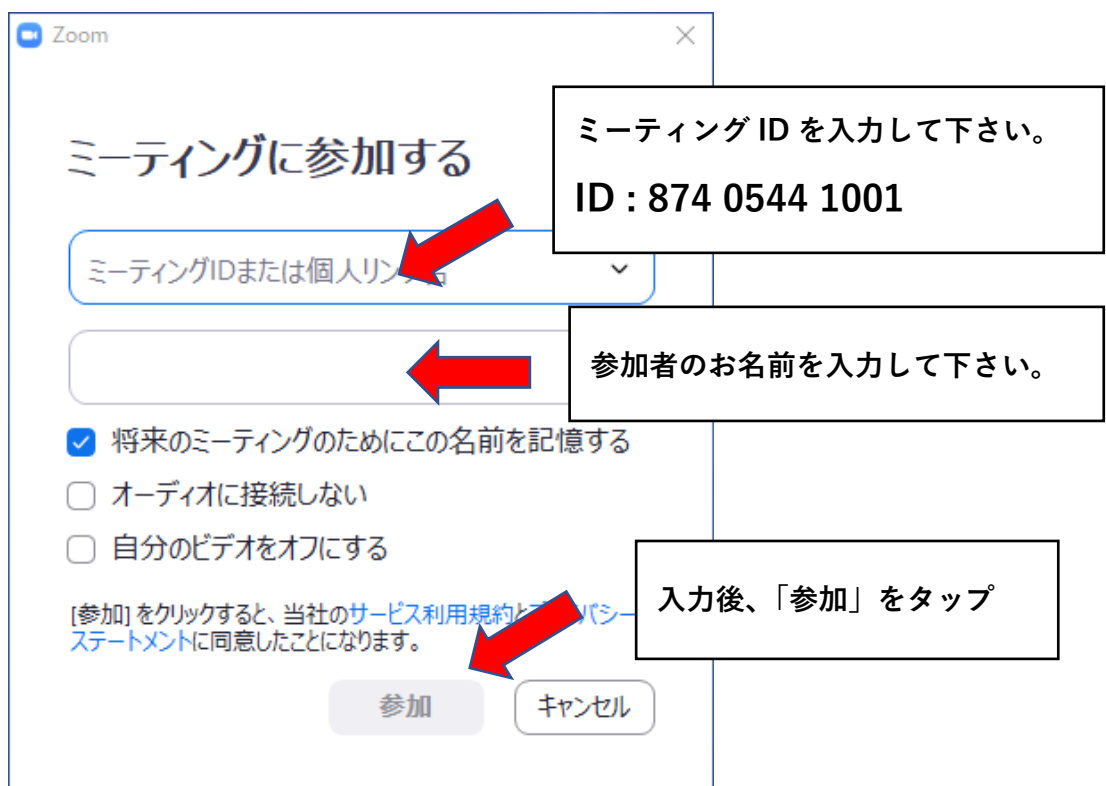 Zoom
ミーティングに参加する
ミーティング ID を入力して下さい。
ID : 874 0544 1001
ミーティングIDまたは個人リンク
参加者のお名前を入力して下さい。
将来のミーティングのためにこの名前を記憶する
オーディオに接続しない
自分のビデオをオフにする
入力後、「参加」をタップ
[参加] をクリックすると、当社のサービス利用規約と バシー
ステートメントに同意したことになります。
参加
キャンセル